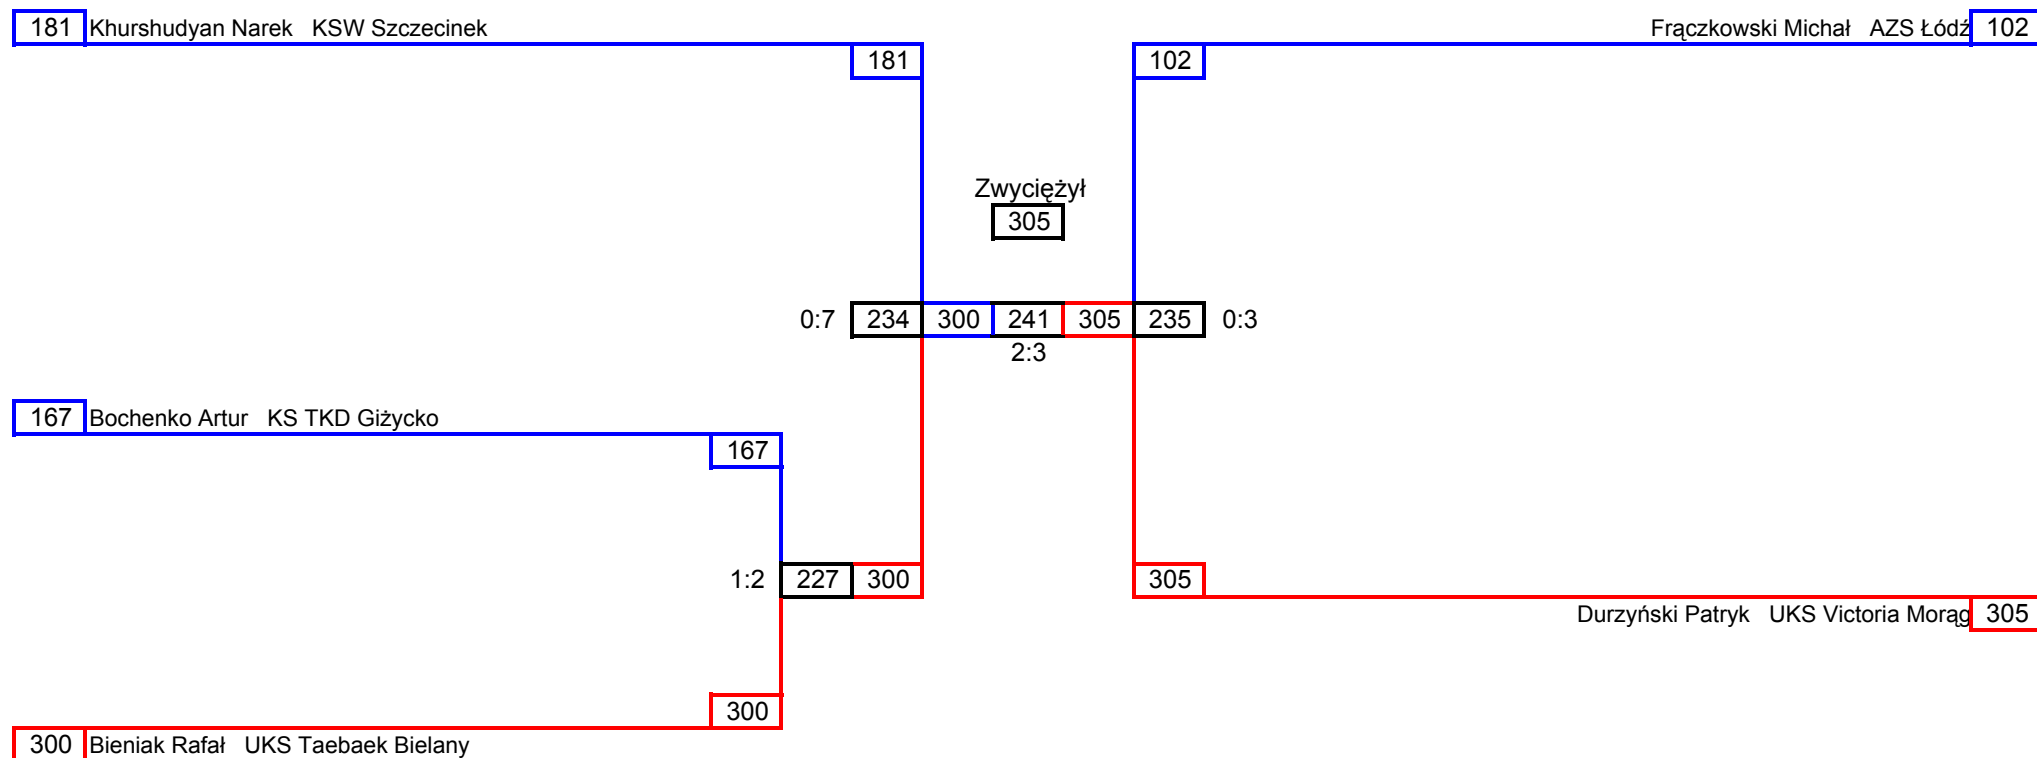 181 Khurshudyan Narek KSW Szczecinek Frączkowski Michał AZS Łódź 102
181 102
Zwyciężył
305
0:7 234 300 241 305 235 0:3
2:3
167 Bochenko Artur KS TKD Giżycko
167
1:2 227 300 305
Durzyński Patryk UKS Victoria Morąg 305
300
300 Bieniak Rafał UKS Taebaek Bielany